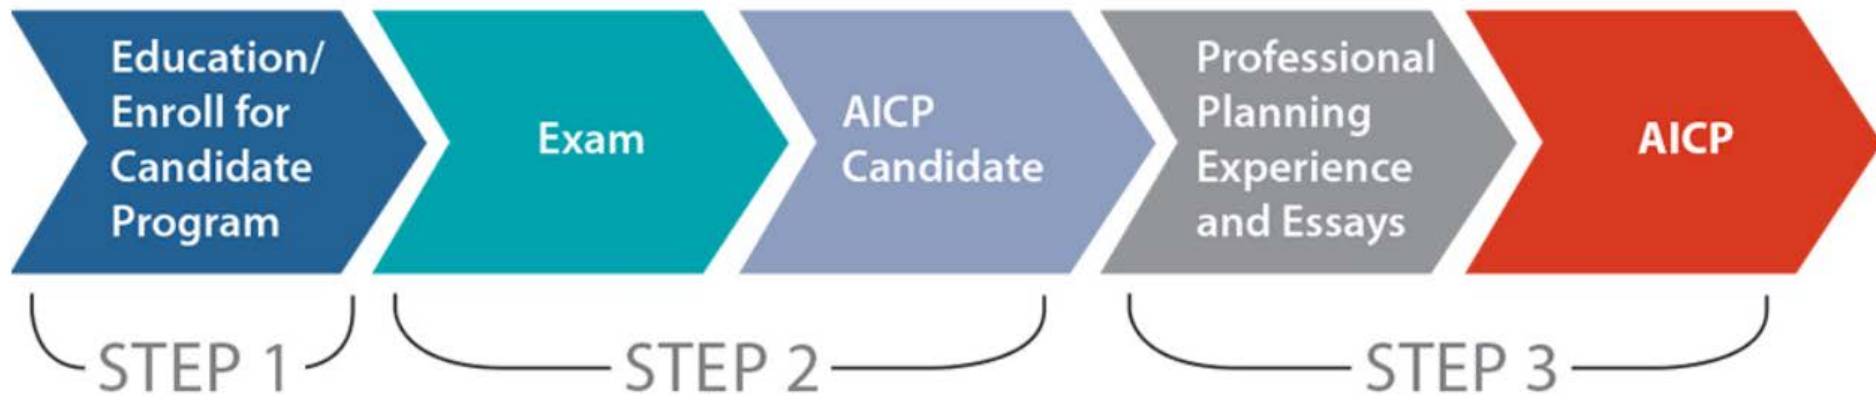 Education/
Enroll for
Candidate
Program
Exam
AICP
Candidate
Professional
Planning
Experience
and Essays
AICP
STEP 1
STEP 2
STEP 3